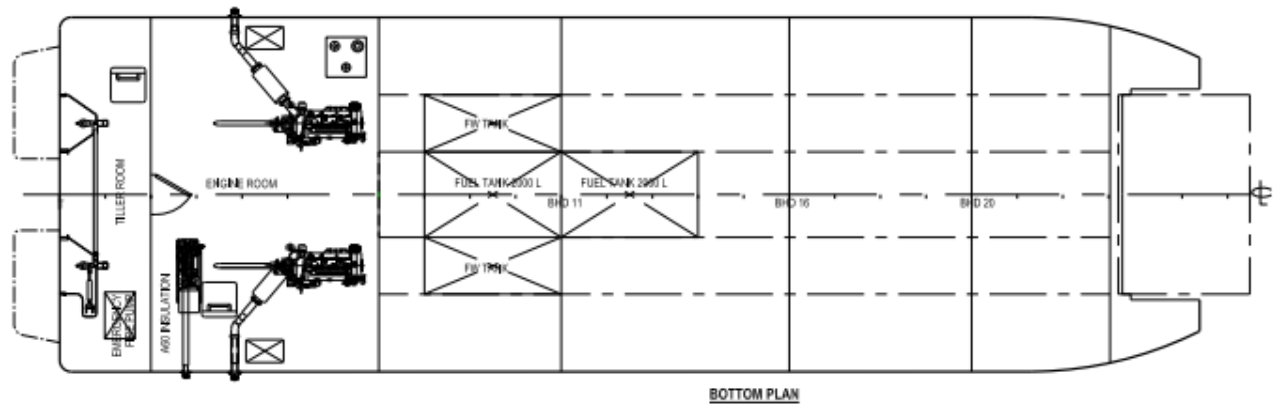 FW TANK
TILLER ROOM
ENGINE ROOM
FUEL TANK 2000 L
FUEL TANK 2000 L
BHD 11
BHD 16
BHD 20
FW TANK
EMERGENCY
A60 INSULATION
BOTTOM PLAN